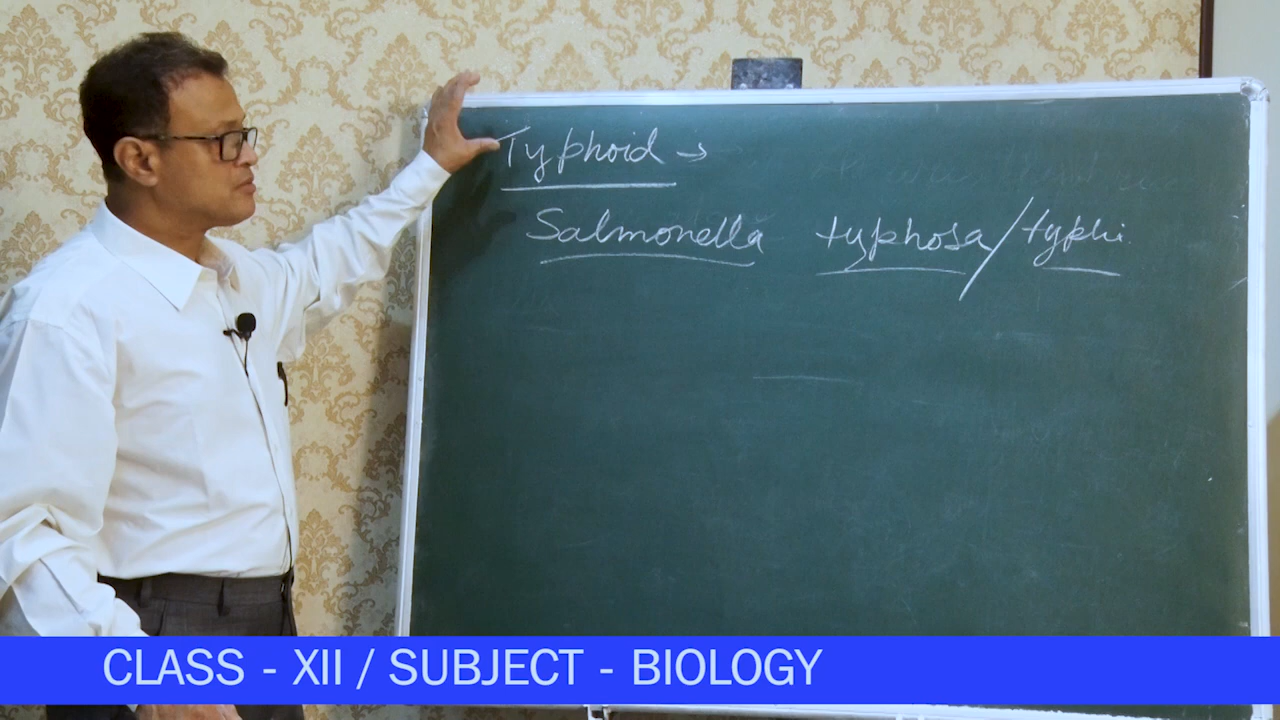 Typhoid →
Salmonella typhosa/typhi
CLASS - XII / SUBJECT - BIOLOGY